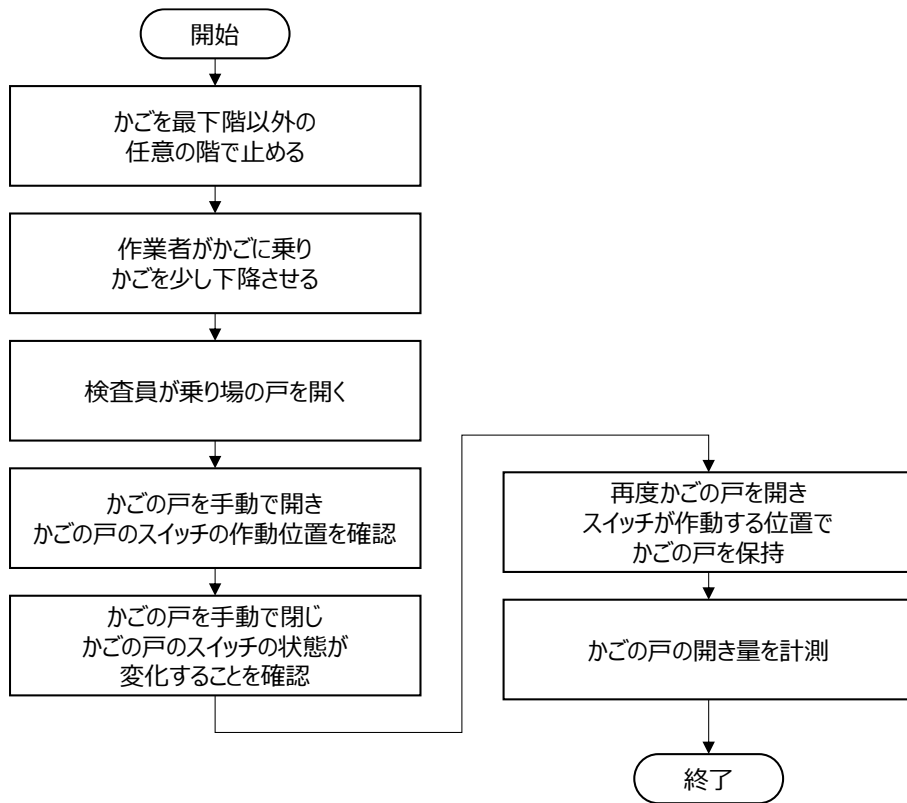 開始
かごを最下階以外の
任意の階で止める
作業者がかごに乗り
かごを少し下降させる
検査員が乗り場の戸を開く
かごの戸を手動で開き
かごの戸のスイッチの作動位置を確認
かごの戸を手動で閉じ
かごの戸のスイッチの状態が
変化することを確認
再度かごの戸を開き
スイッチが作動する位置で
かごの戸を保持
かごの戸の開き量を計測
終了